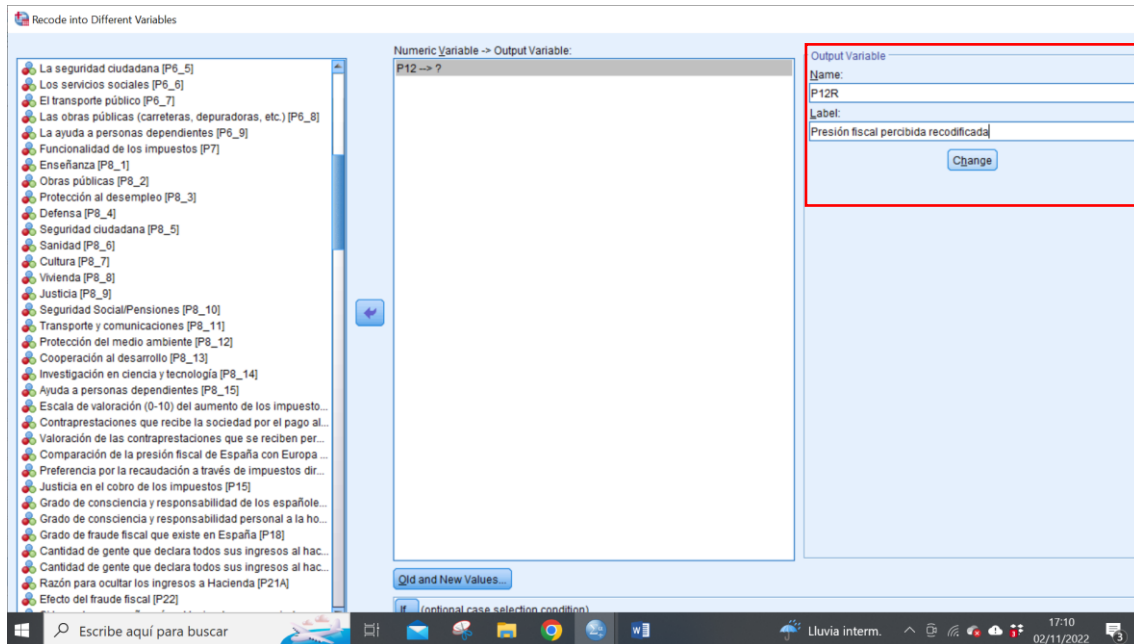 Recode into Different Variables
La seguridad ciudadana [P6_5]
Los servicios sociales [P6_6]
El transporte público [P6_7]
Las obras públicas (carreteras, depuradoras, etc.) [P6_8]
La ayuda a personas dependientes [P6_9]
Funcionalidad de los impuestos [P7]
Enseñanza [P8_1]
Obras públicas [P8_2]
Protección al desempleo [P8_3]
Defensa [P8_4]
Seguridad ciudadana [P8_5]
Sanidad [P8_6]
Cultura [P8_7]
Vivienda [P8_8]
Justicia [P8_9]
Seguridad Social/Pensiones [P8_10]
Transporte y comunicaciones [P8_11]
Protección del medio ambiente [P8_12]
Cooperación al desarrollo [P8_13]
Investigación en ciencia y tecnología [P8_14]
Ayuda a personas dependientes [P8_15]
Escala de valoración (0-10) del aumento de los impuesto...
Contraprestaciones que recibe la sociedad por el pago al...
Valoración de las contraprestaciones que se reciben per...
Comparación de la presión fiscal de España con Europa ...
Preferencia por la recaudación a través de impuestos dir...
Justicia en el cobro de los impuestos [P15]
Grado de consciencia y responsabilidad de los españole...
Grado de consciencia y responsabilidad personal a la ho...
Grado de fraude fiscal que existe en España [P18]
Cantidad de gente que declara todos sus ingresos al hac...
Cantidad de gente que declara todos sus ingresos al hac...
Razón para ocultar los ingresos a Hacienda [P21A]
Efecto del fraude fiscal [P22]
Numeric Variable -> Output Variable:
P12 --> ?
Old and New Values...
If... (optional case selection condition)
Output Variable
Name:
P12R
Label:
Presión fiscal percibida recodificada
Change
Escribe aquí para buscar
Lluvia interm.
17:10
02/11/2022
3